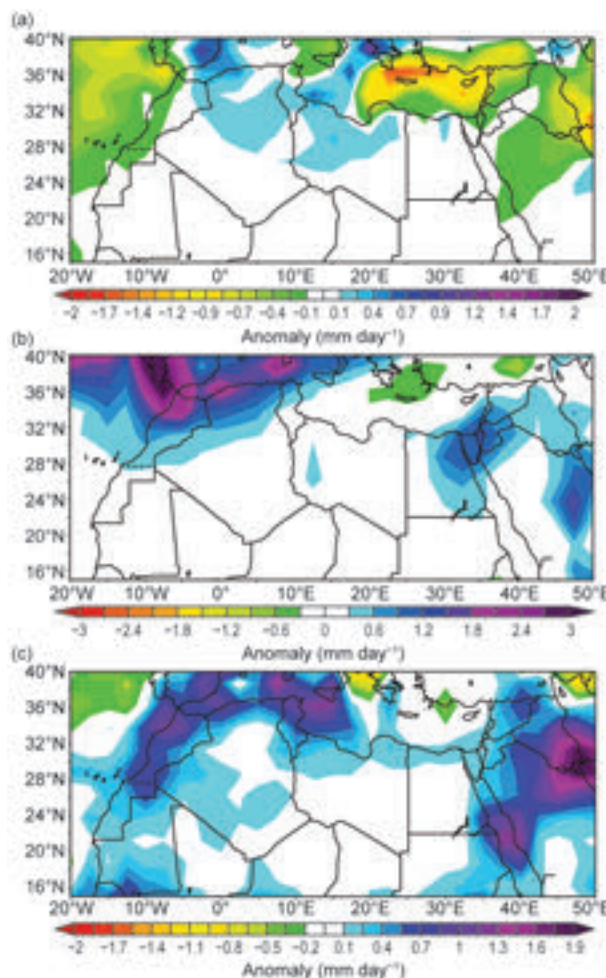 (a)
40°N
36°N
32°N
28°N
24°N
20°N
16°N
20°W 10°W 0° 10°E 20°E 30°E 40°E 50°E
−2 −1.7 −1.4 −1.2 −0.9 −0.7 −0.4 −0.1 0.1 0.4 0.7 0.9 1.2 1.4 1.7 2
Anomaly (mm day⁻¹)
(b)
40°N
36°N
32°N
28°N
24°N
20°N
16°N
20°W 10°W 0° 10°E 20°E 30°E 40°E 50°E
−3 −2.4 −1.8 −1.2 −0.6 0 0.6 1.2 1.8 2.4 3
Anomaly (mm day⁻¹)
(c)
40°N
36°N
32°N
28°N
24°N
20°N
16°N
20°W 10°W 0° 10°E 20°E 30°E 40°E 50°E
−2 −1.7 −1.4 −1.1 −0.8 −0.5 −0.2 0.1 0.4 0.7 1 1.3 1.6 1.9
Anomaly (mm day⁻¹)